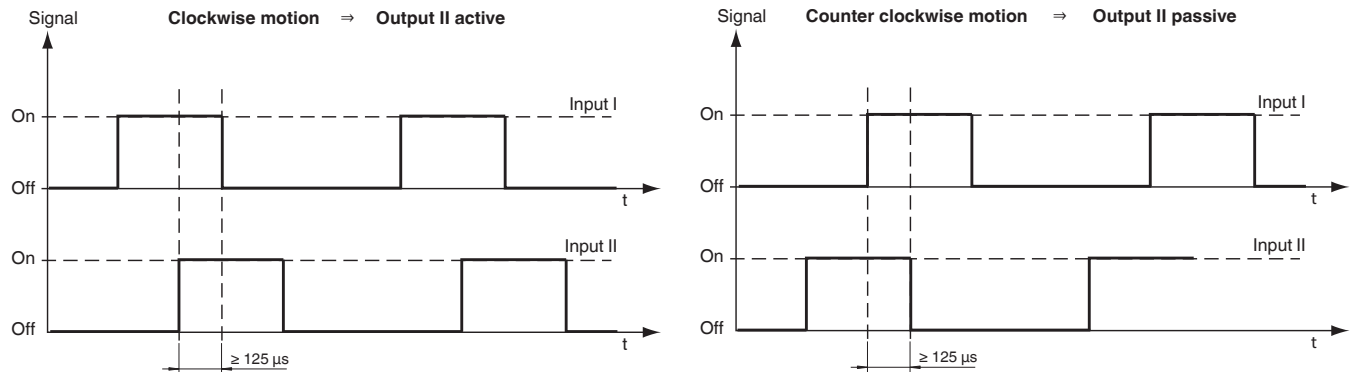 Signal
Clockwise motion ⇒ Output II active
Input I
On
Off
t
Input II
On
Off
t
≥ 125 µs
Signal
Counter clockwise motion ⇒ Output II passive
Input I
On
Off
t
Input II
On
Off
t
≥ 125 µs